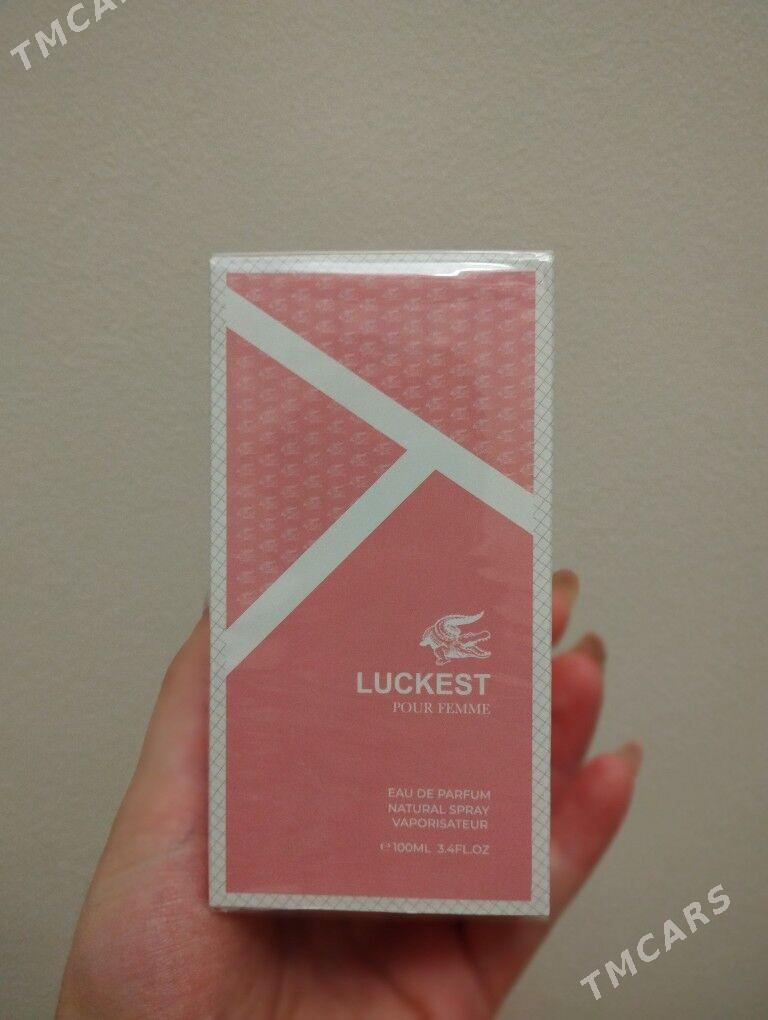 TMCARS
LUCKEST
POUR FEMME
EAU DE PARFUM
NATURAL SPRAY
VAPORISATEUR
℮100ML 3.4FL.OZ
TMCARS